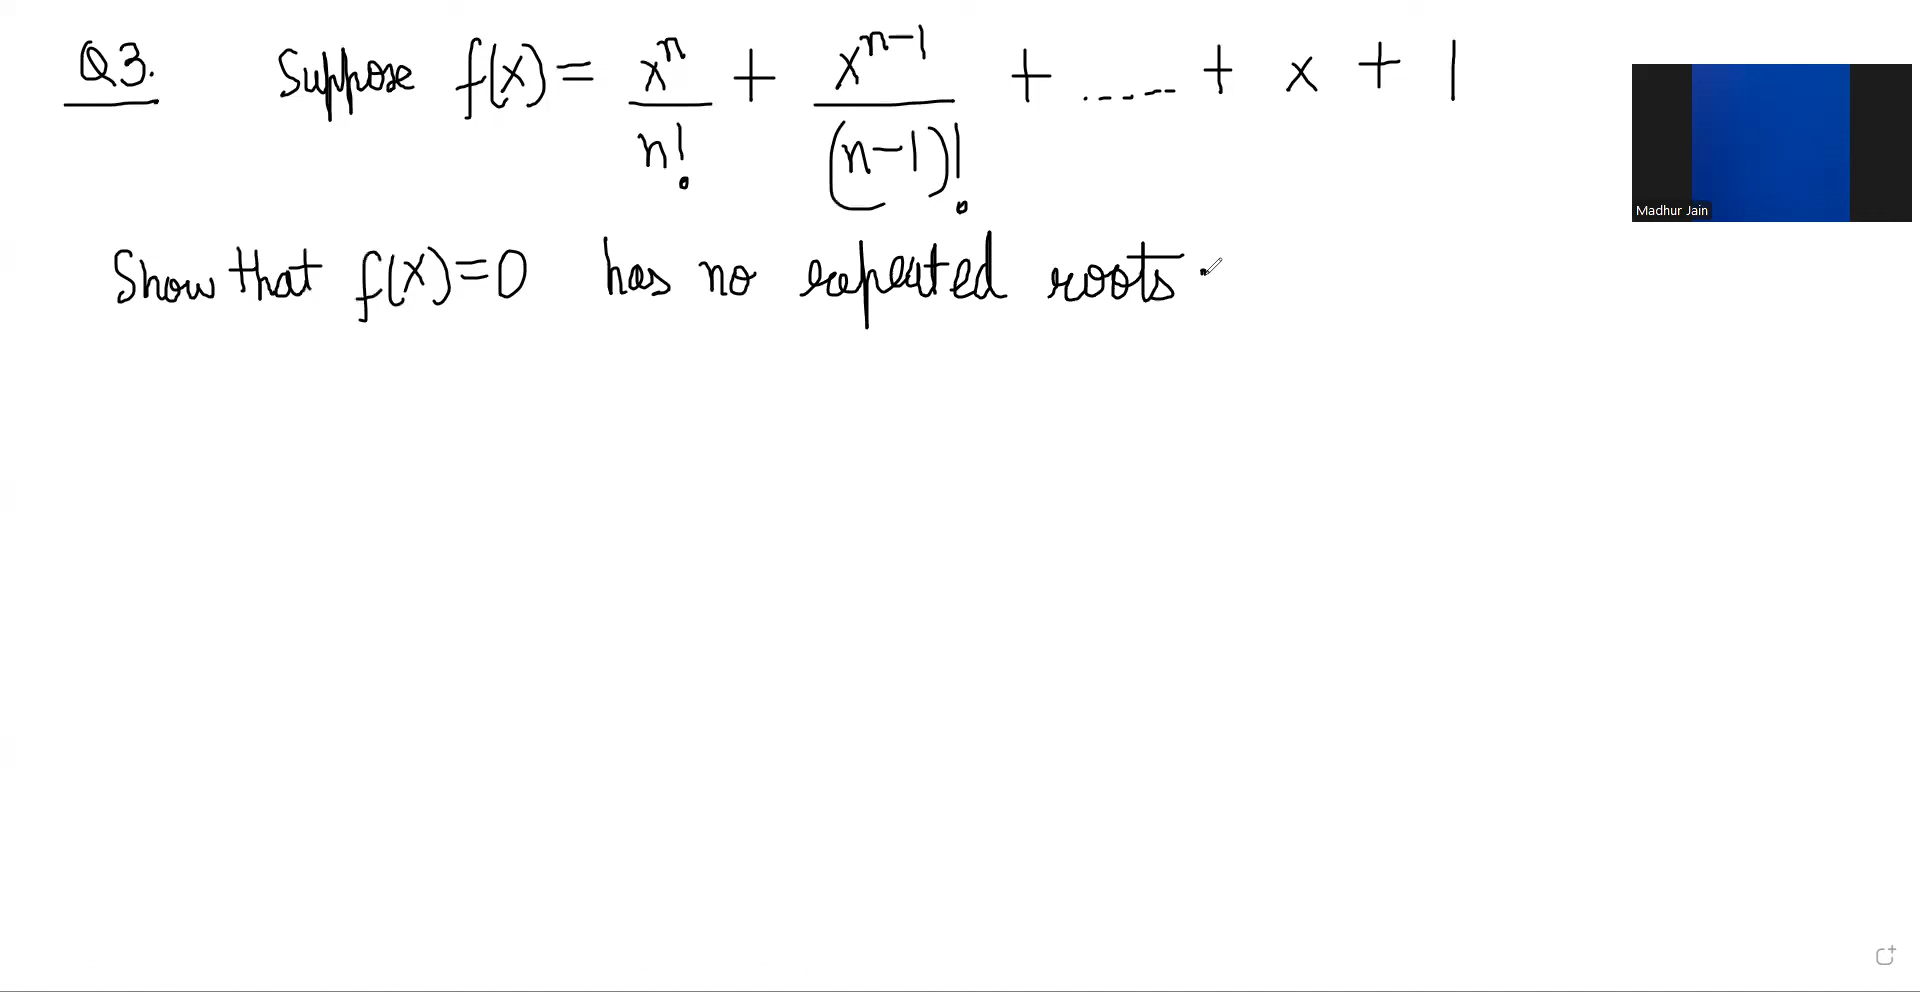 Q3. Suppose f(x) = x^n/n! + x^(n-1)/(n-1)! + ..... + x + 1
Show that f(x)=0 has no repeated roots.
Madhur Jain